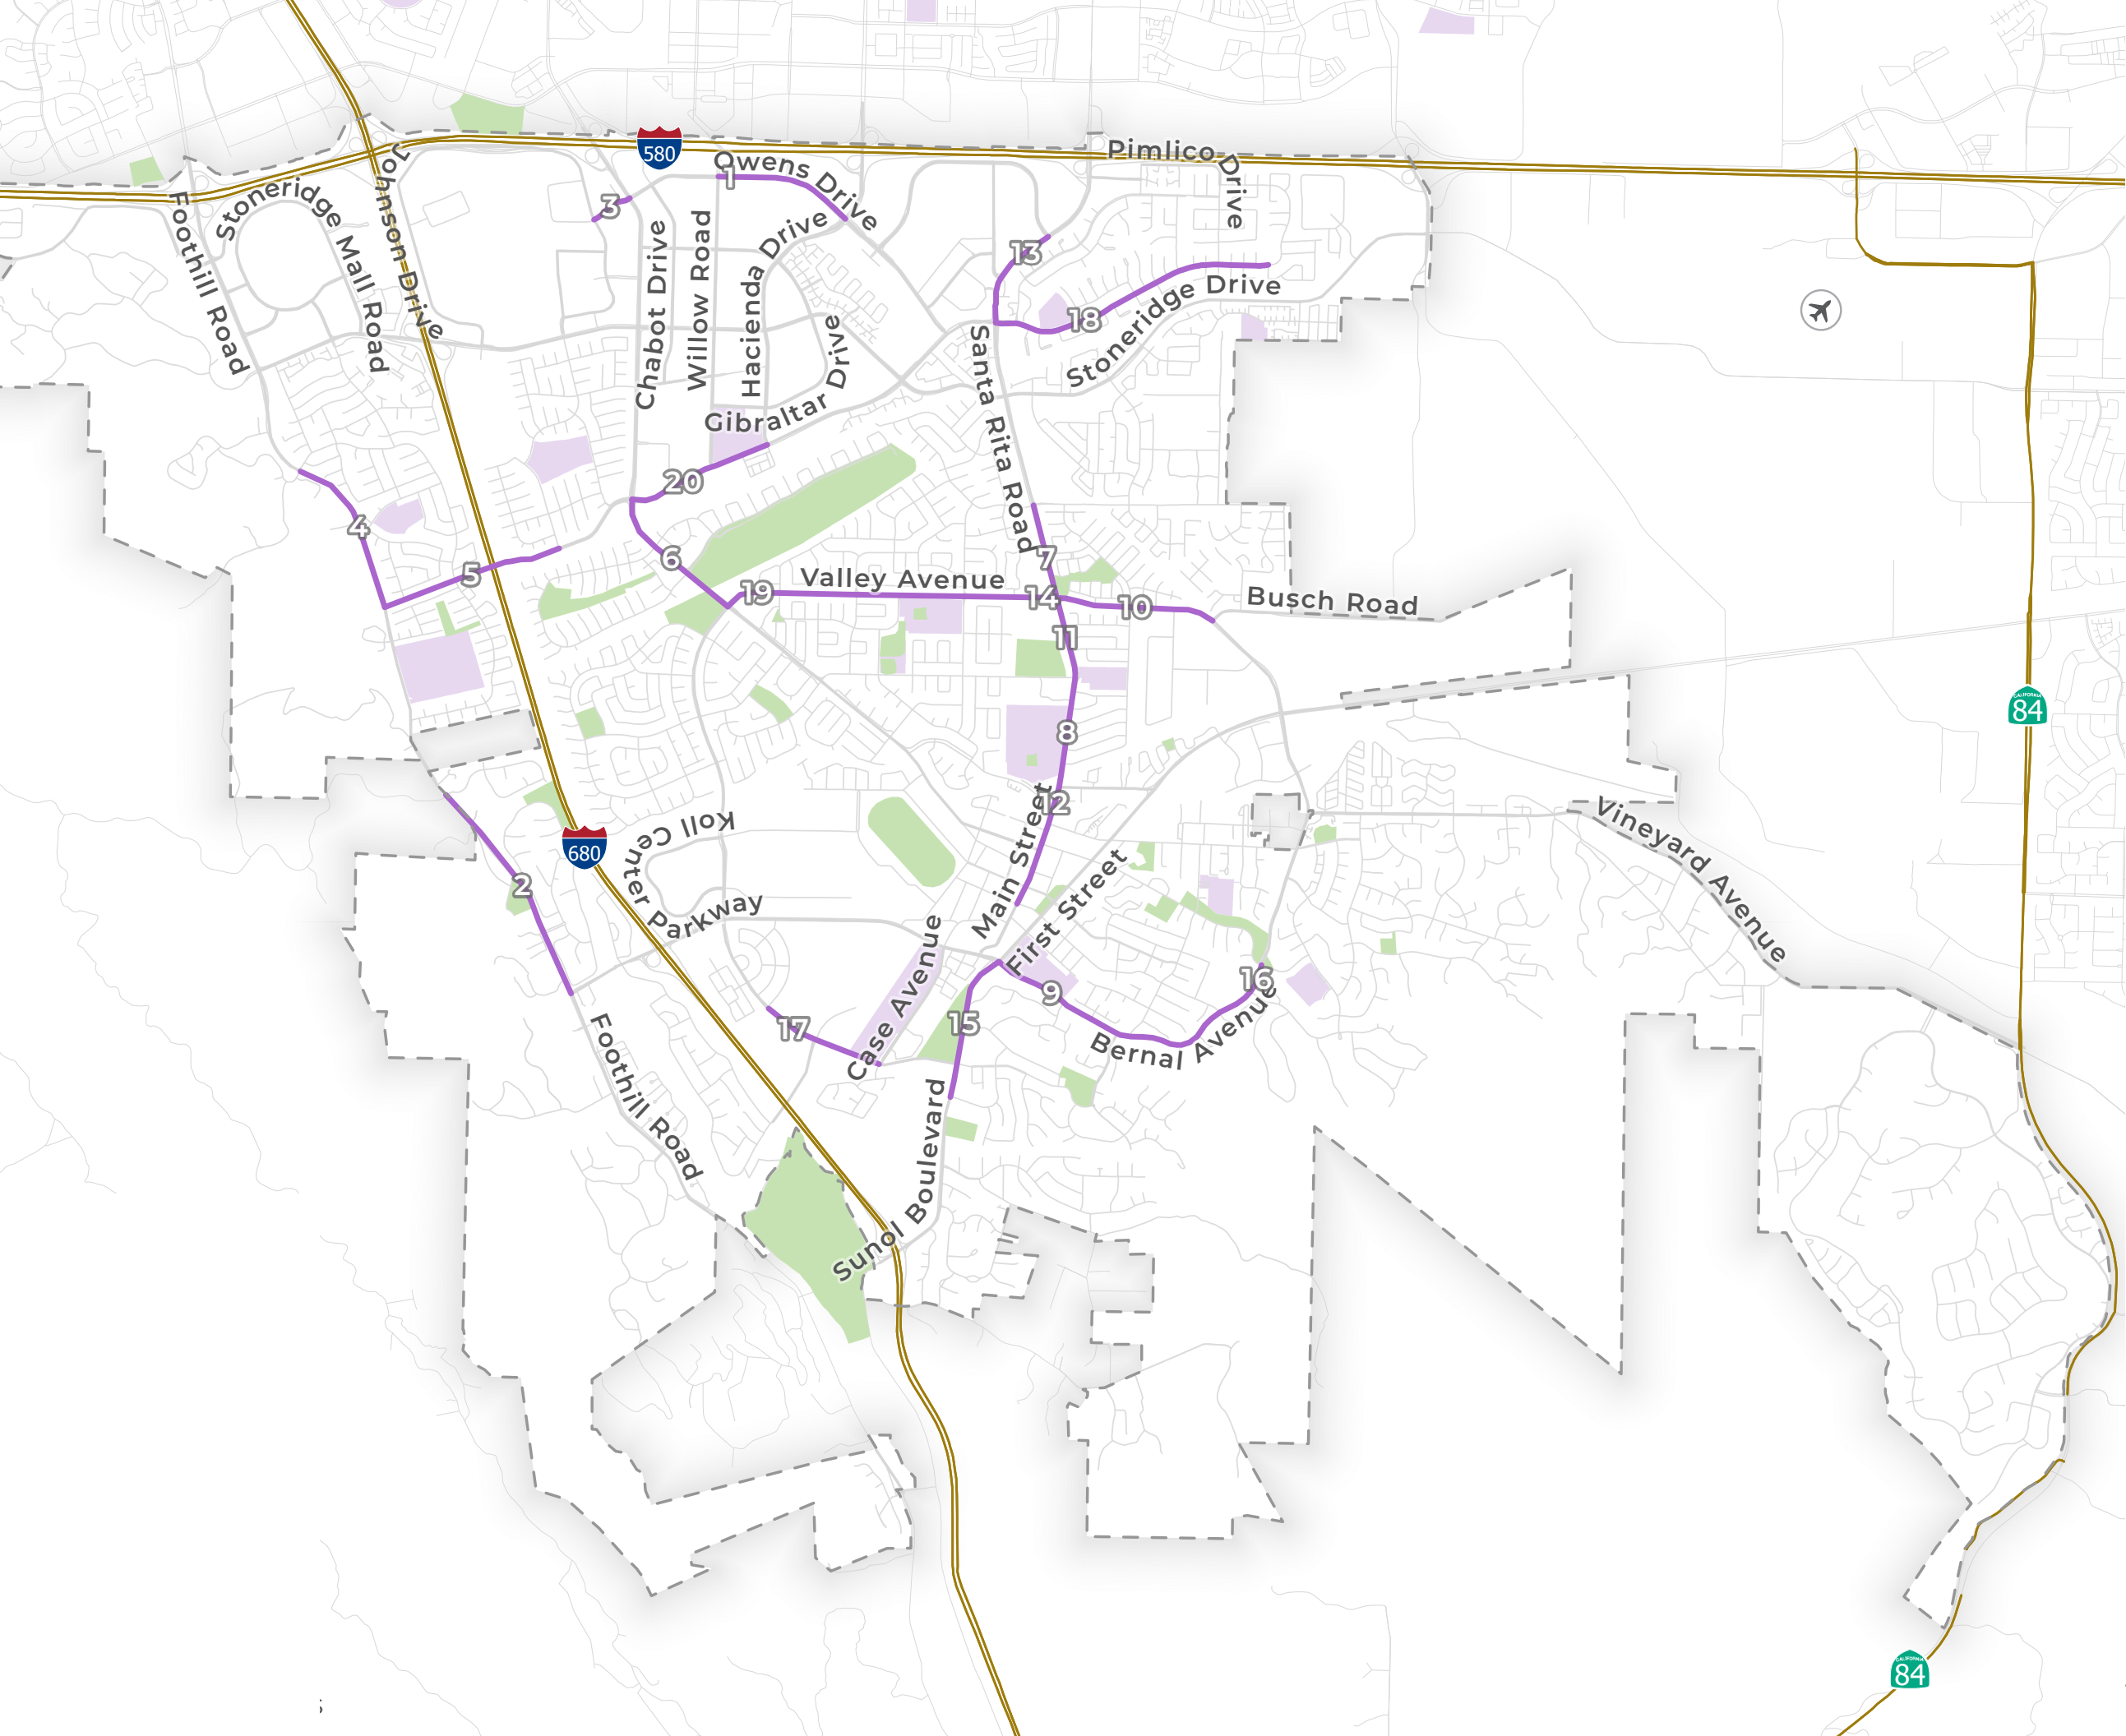 580
Pimlico Drive
Owens Drive
1
Johnson Drive
Stoneridge Mall Road
Foothill Road
3
Chabot Drive
Willow Road
Hacienda Drive
13
18
Stoneridge Drive
Santa Rita Road
Gibraltar Drive
20
4
5
6
7
19
Valley Avenue
14
10
Busch Road
11
8
CALIFORNIA
84
12
Main Street
First Street
Vineyard Avenue
Koll Center Parkway
680
2
Case Avenue
16
9
15
17
Bernal Avenue
Foothill Road
Sunol Boulevard
CALIFORNIA
84